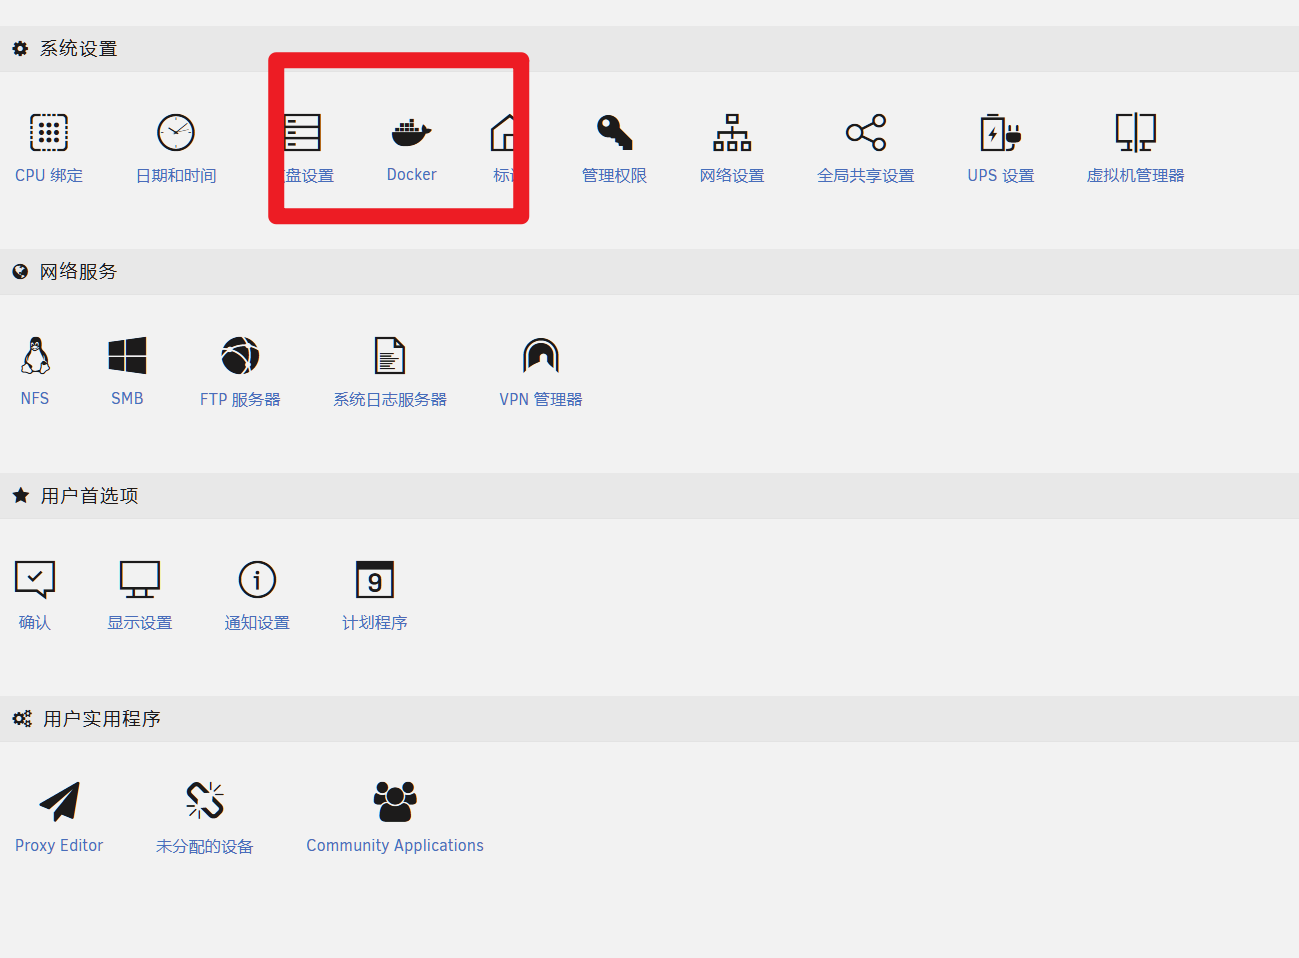 系统设置
CPU 绑定 日期和时间 盘设置 Docker 标 管理权限 网络设置 全局共享设置 UPS 设置 虚拟机管理器
网络服务
NFS SMB FTP 服务器 系统日志服务器 VPN 管理器
用户首选项
9
确认 显示设置 通知设置 计划程序
用户实用程序
Proxy Editor 未分配的设备 Community Applications